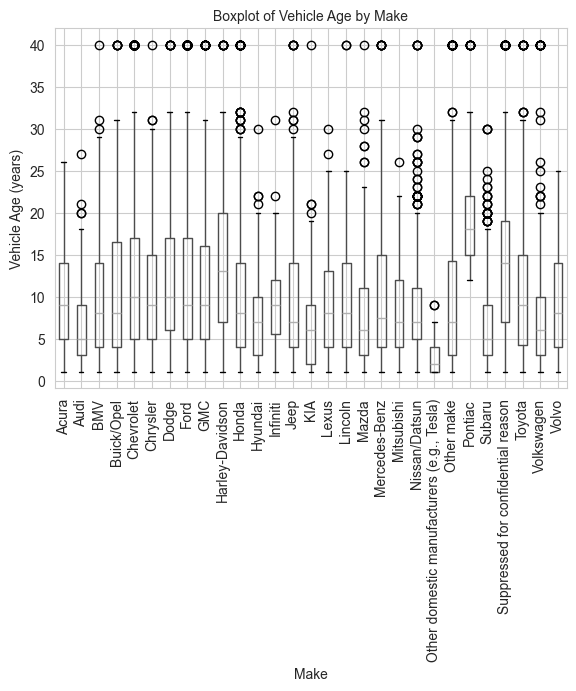 Boxplot of Vehicle Age by Make
Vehicle Age (years)
40
35
30
25
20
15
10
5
0
Acura
Audi
BMV
Buick/Opel
Chevrolet
Chrysler
Dodge
Ford
GMC
Harley-Davidson
Honda
Hyundai
Infiniti
Jeep
KIA
Lexus
Lincoln
Mazda
Mercedes-Benz
Mitsubishi
Nissan/Datsun
Other domestic manufacturers (e.g., Tesla)
Other make
Pontiac
Subaru
Suppressed for confidential reason
Toyota
Volkswagen
Volvo
Make